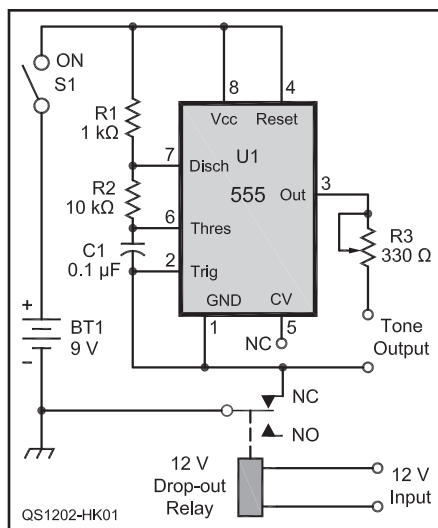 ON
S1
R1
1 kΩ
R2
10 kΩ
C1
0.1 µF
8
4
Vcc
Reset
7
Disch
U1
555
3
Out
6
Thres
2
Trig
GND
CV
1
5
NC
R3
330 Ω
Tone
Output
+
BT1
9 V
–
NC
NO
12 V
Drop-out
Relay
12 V
Input
QS1202-HK01